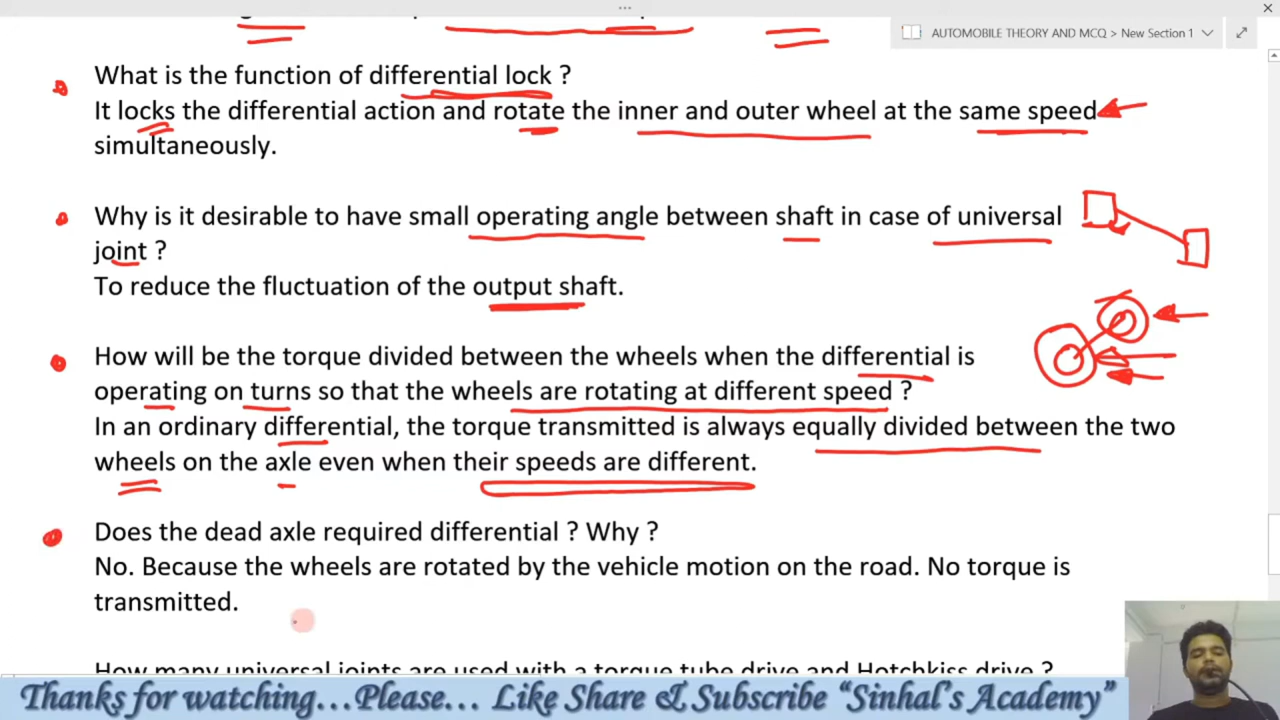 AUTOMOBILE THEORY AND MCQ > New Section 1
What is the function of differential lock ?
It locks the differential action and rotate the inner and outer wheel at the same speed
simultaneously.
Why is it desirable to have small operating angle between shaft in case of universal
joint ?
To reduce the fluctuation of the output shaft.
How will be the torque divided between the wheels when the differential is
operating on turns so that the wheels are rotating at different speed ?
In an ordinary differential, the torque transmitted is always equally divided between the two
wheels on the axle even when their speeds are different.
Does the dead axle required differential ? Why ?
No. Because the wheels are rotated by the vehicle motion on the road. No torque is
transmitted.
How many universal joints are used with a torque tube drive and Hotchkiss drive ?
Thanks for watching...Please... Like Share & Subscribe “Sinhal’s Academy”